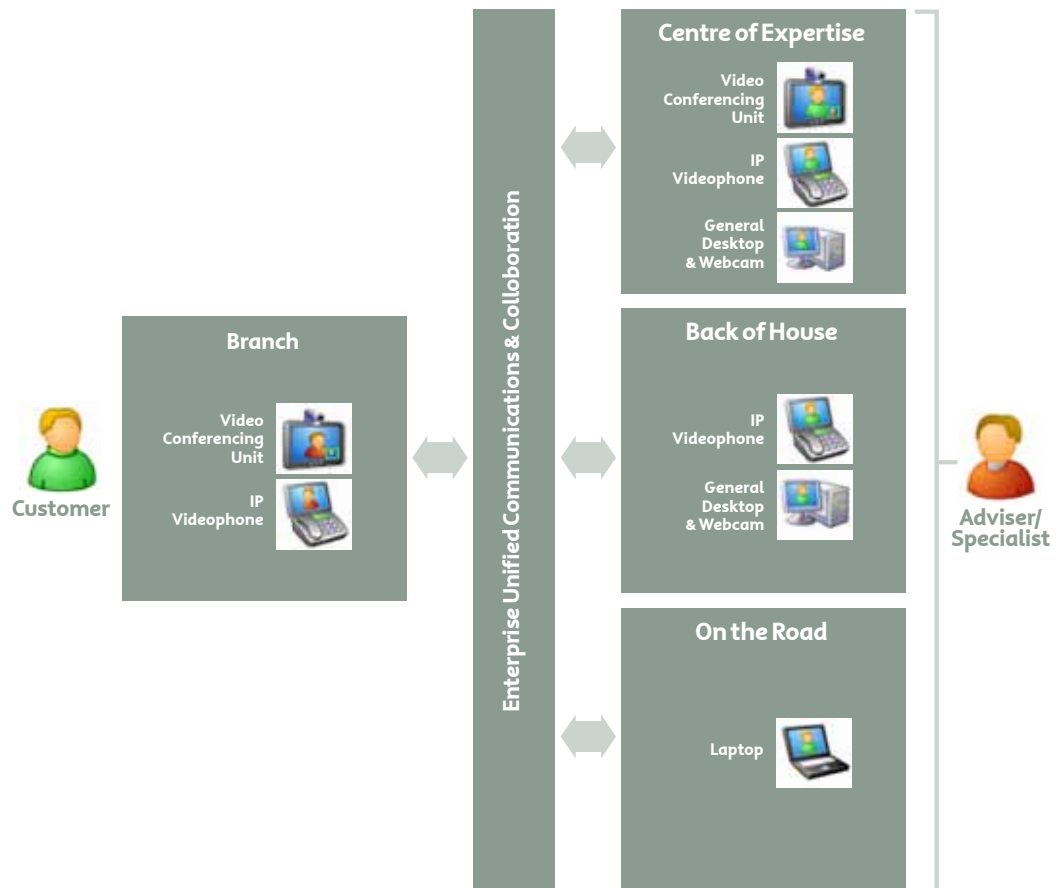 Customer
Branch
Video
Conferencing
Unit
IP
Videophone
Enterprise Unified Communications & Colloboration
Centre of Expertise
Video
Conferencing
Unit
IP
Videophone
General
Desktop
& Webcam
Back of House
IP
Videophone
General
Desktop
& Webcam
On the Road
Laptop
Adviser/
Specialist